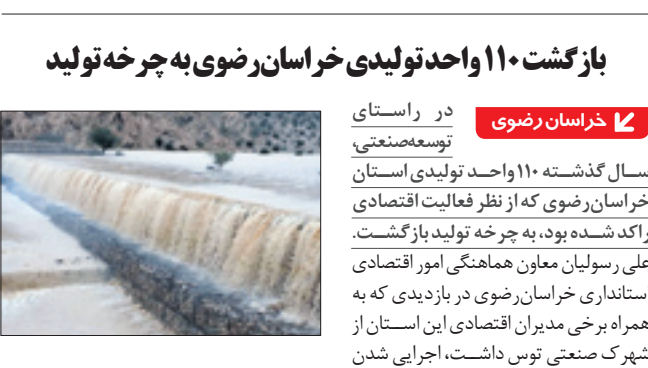 بازگشت ۱۱۰ واحد تولیدی خراسان‌رضوی به چرخه تولید
خراسان رضوی
در راستای
توسعه‌صنعتی،
سال گذشته ۱۱۰ واحد تولیدی استان
خراسان‌رضوی که از نظر فعالیت اقتصادی
راکد شده بود، به چرخه تولید بازگشت.
علی رسولیان معاون هماهنگی امور اقتصادی
استانداری خراسان‌رضوی در بازدیدی که به
همراه برخی مدیران اقتصادی این استان از
شهرک صنعتی توس داشت، اجرایی شدن